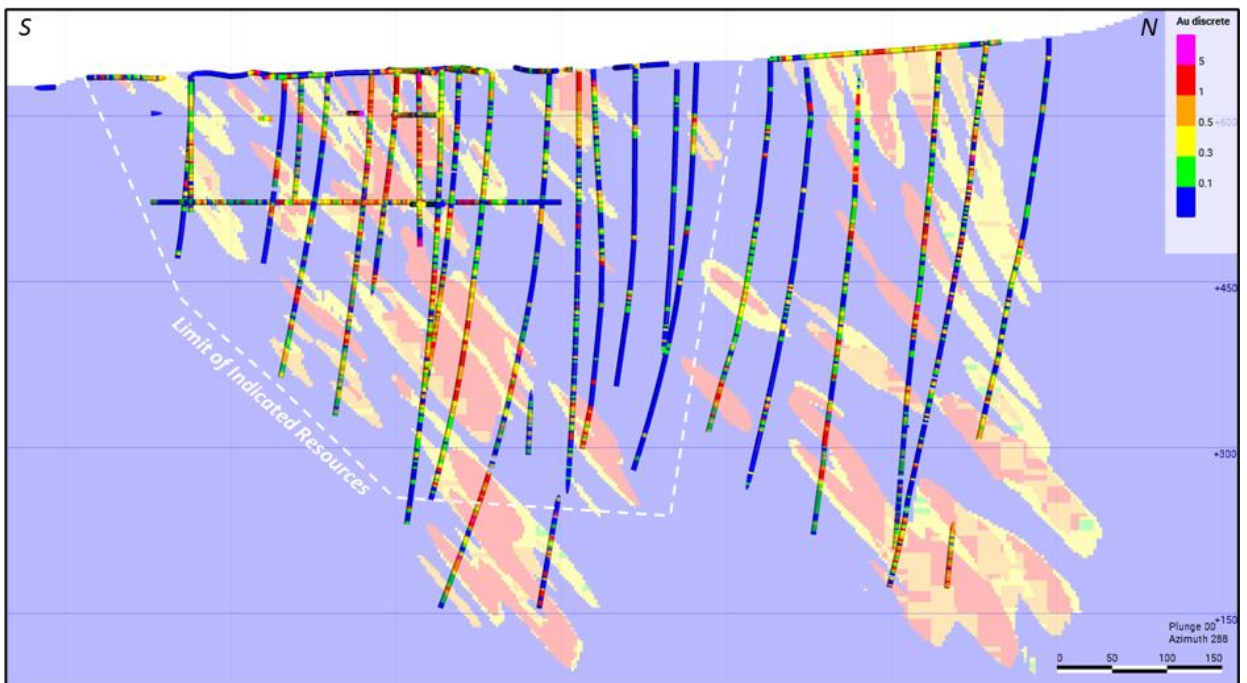 S
N
Au discrete
5
1
0.5
+600
0.3
0.1
+450
Limit of Indicated Resources
+300
+150
Plunge 00
Azimuth 288
0 50 100 150